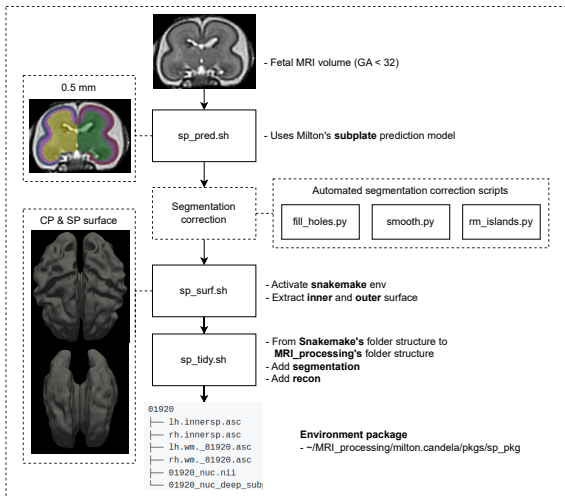 - Fetal MRI volume (GA < 32)
0.5 mm
sp_pred.sh
- Uses Milton's subplate prediction model
Segmentation
correction
Automated segmentation correction scripts
fill_holes.py
smooth.py
rm_islands.py
CP & SP surface
sp_surf.sh
- Activate snakemake env
- Extract inner and outer surface
sp_tidy.sh
- From Snakemake's folder structure to
MRI_processing's folder structure
- Add segmentation
- Add recon
01920
├── lh.innersp.asc
├── rh.innersp.asc
├── lh.wm._81920.asc
├── rh.wm._81920.asc
├── 01920_nuc.nii
└── 01920_nuc_deep_sub
Environment package
- ~/MRI_processing/milton.candela/pkgs/sp_pkg